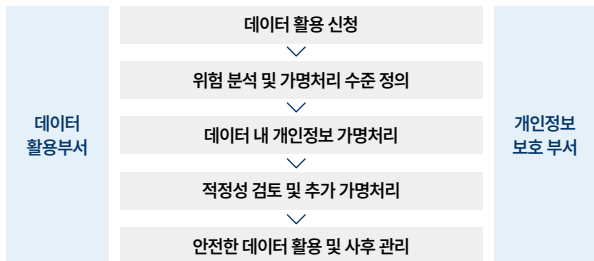 데이터 활용 신청
위험 분석 및 가명처리 수준 정의
데이터
활용부서
데이터 내 개인정보 가명처리
개인정보
보호 부서
적정성 검토 및 추가 가명처리
안전한 데이터 활용 및 사후 관리